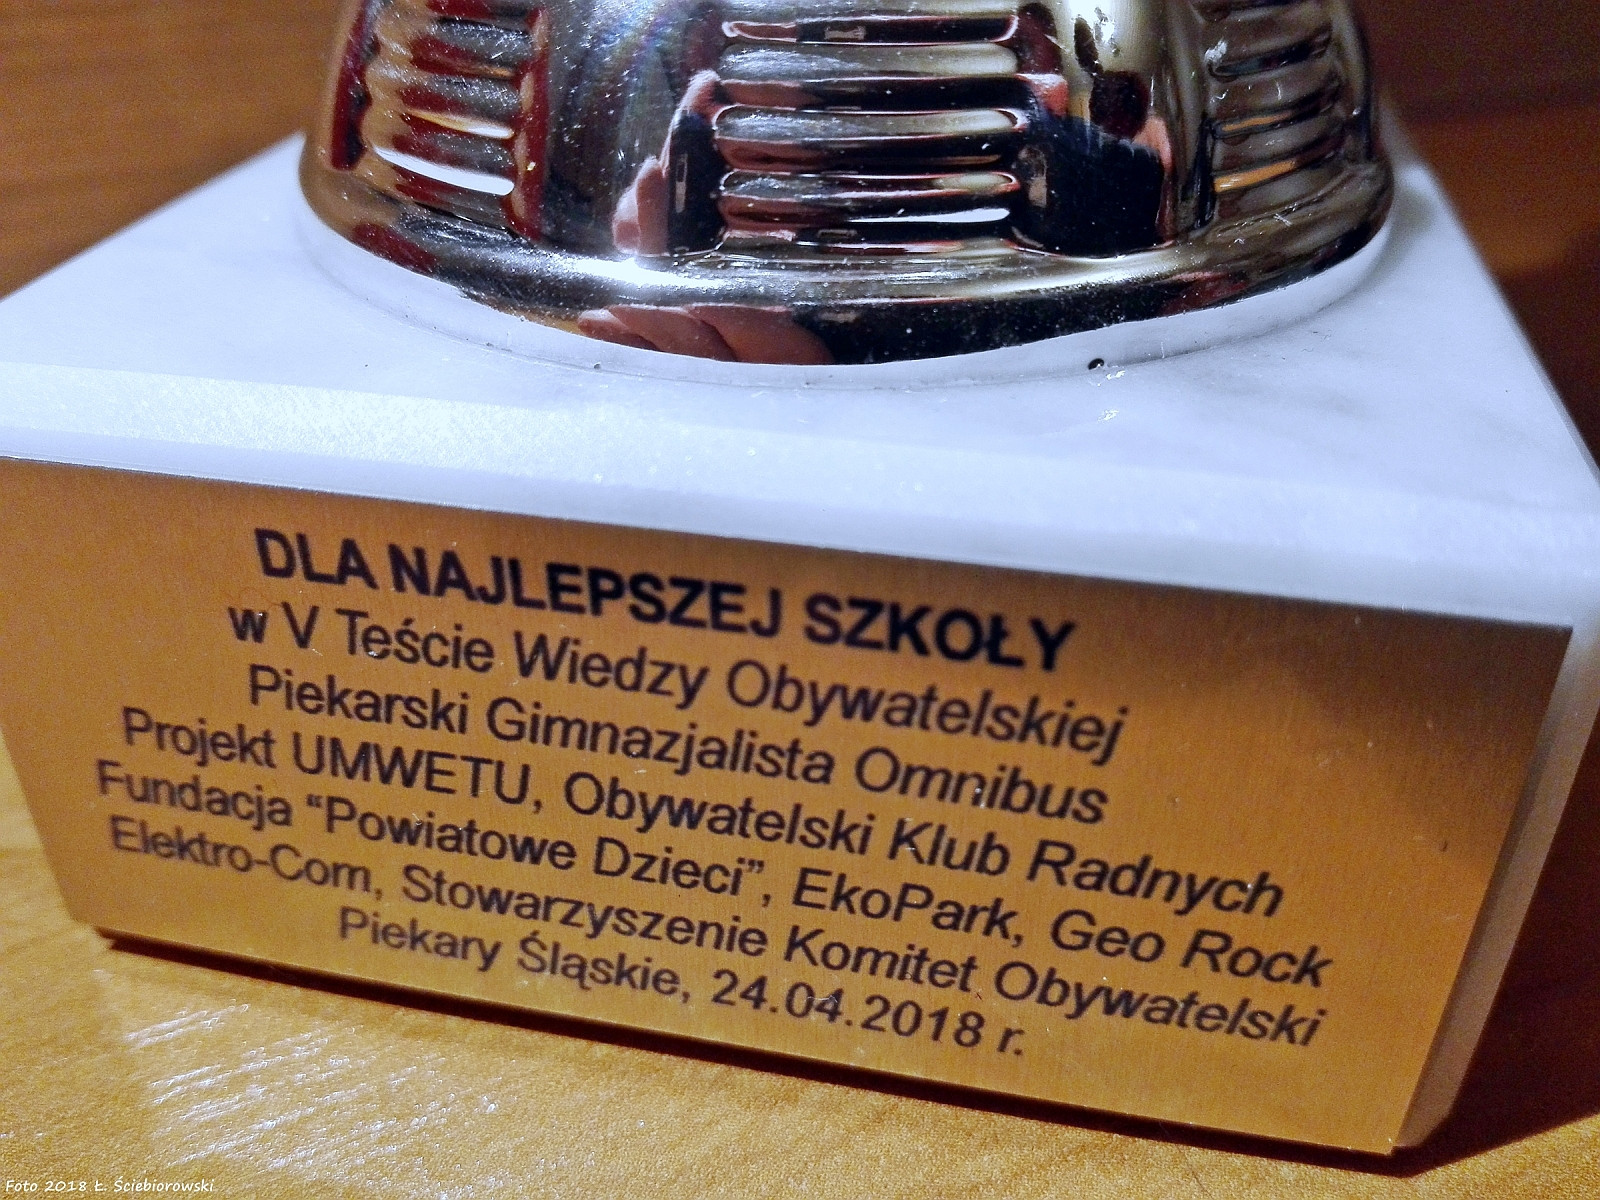 DLA NAJLEPSZEJ SZKOŁY
w V Teście Wiedzy Obywatelskiej
Piekarski Gimnazjalista Omnibus
Projekt UMWETU, Obywatelski Klub Radnych
Fundacja “Powiatowe Dzieci”, EkoPark, Geo Rock
Elektro-Com, Stowarzyszenie Komitet Obywatelski
Piekary Śląskie, 24.04.2018 r.
Foto 2018 Ł. Ściebiorowski